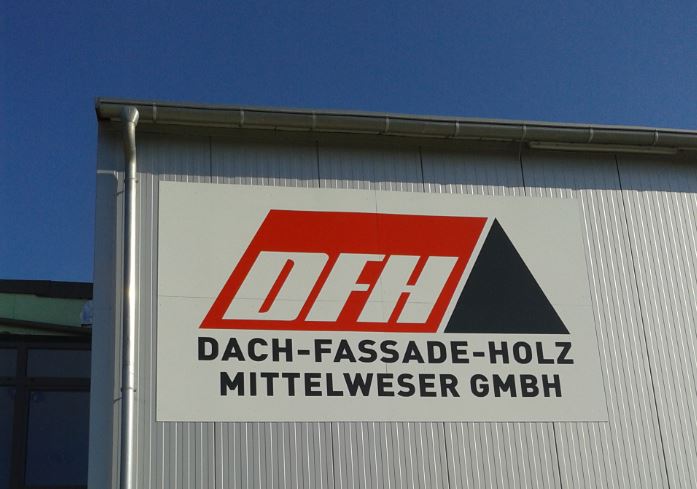 DFH
DACH-FASSADE-HOLZ
MITTELWESER GMBH